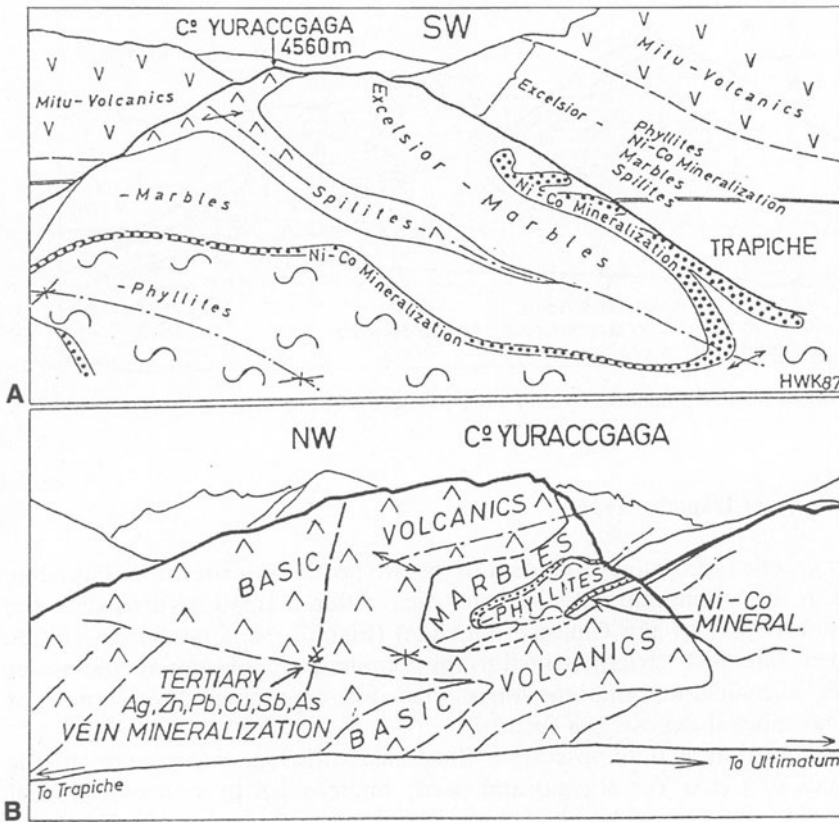 Cº YURACCGAGA
4560m
SW
Mitu-Volcanics
Mitu-Volcanics
Excelsior - Phyllites
Ni-Co Mineralization
Marbles
Spilites
Excelsior - Marbles
-Marbles
Spilites-
Ni-Co Mineralization
Ni-Co Mineralization
TRAPICHE
-Phyllites
HWK87
A
NW
Cº YURACCGAGA
VOLCANICS
BASIC
MARBLES
PHYLLITES
Ni-Co
MINERAL.
VOLCANICS
BASIC
TERTIARY
Ag,Zn,Pb,Cu,Sb,As
VEIN MINERALIZATION
To Trapiche
To Ultimatum
B